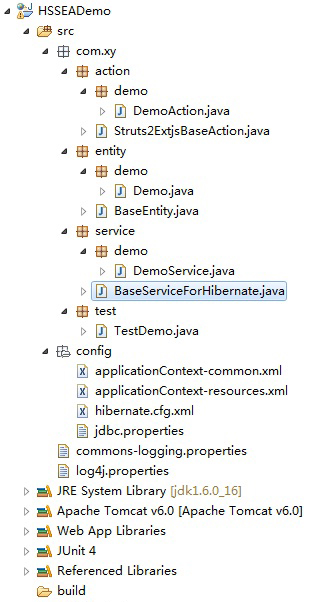 HSSEADemo
src
com.xy
action
demo
DemoAction.java
Struts2ExtjsBaseAction.java
entity
demo
Demo.java
BaseEntity.java
service
demo
DemoService.java
BaseServiceForHibernate.java
test
TestDemo.java
config
applicationContext-common.xml
applicationContext-resources.xml
hibernate.cfg.xml
jdbc.properties
commons-logging.properties
log4j.properties
JRE System Library [jdk1.6.0_16]
Apache Tomcat v6.0 [Apache Tomcat v6.0]
Web App Libraries
JUnit 4
Referenced Libraries
build